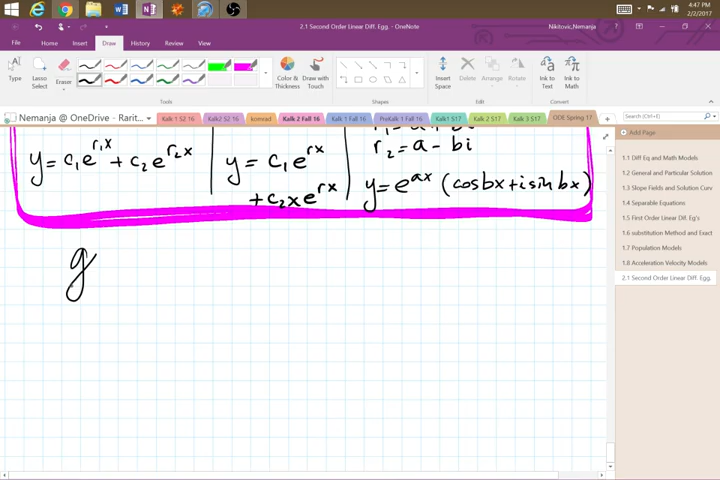 4:47 PM
2/2/2017
2.1 Second Order Linear Diff. Egg. - OneNote
Nikitovic,Nemanja
File Home Insert Draw History Review View
Type
Lasso Select
Eraser
Color & Thickness
Draw with Touch
Insert Space
Delete
Arrange
Rotate
Ink to Text
Ink to Math
Tools
Shapes
Edit
Convert
Nemanja @ OneDrive - Rarit...
Kalk 1 S2 16
Kalk2 S2 16
komrad
Kalk 2 Fall 16
Kalk 1 Fall 16
PreKalk 1 Fall 16
Kalk1 S17
Kalk 2 S17
Kalk 3 S17
ODE Spring 17
Search (Ctrl+E)
Add Page
1.1 Diff Eq and Math Models
1.2 General and Particular Solution
1.3 Slope Fields and Solution Curv
1.4 Separable Equations
1.5 First Order Linear Diff. Eq's
1.6 substitution Method and Exact
1.7 Population Models
1.8 Acceleration Velocity Models
2.1 Second Order Linear Diff. Egg.
y = c₁e^(r₁x) + c₂e^(r₂x)
y = c₁e^(rx)
+ c₂xe^(rx)
r₂ = a - bi
y = e^(ax) (cosbx + isinbx)
g